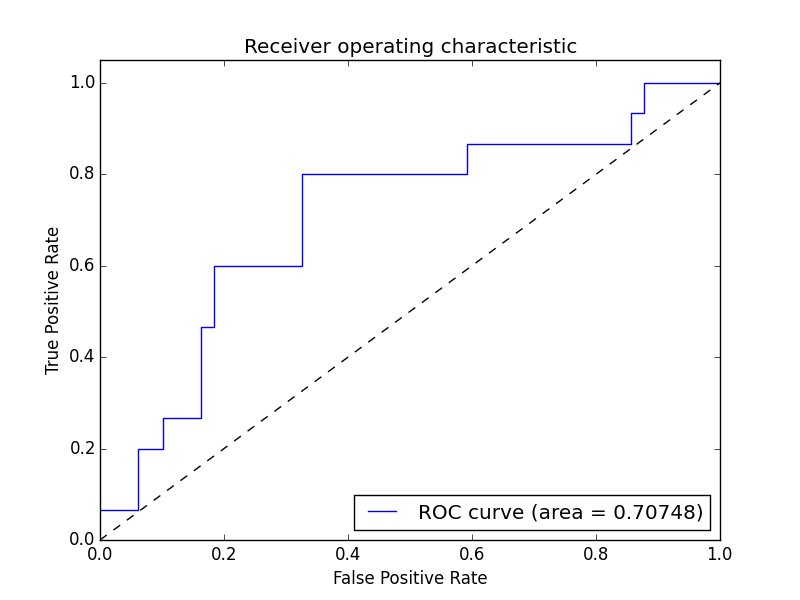 Receiver operating characteristic
1.0
0.8
0.6
0.4
0.2
0.0
True Positive Rate
ROC curve (area = 0.70748)
0.0 0.2 0.4 0.6 0.8 1.0
False Positive Rate